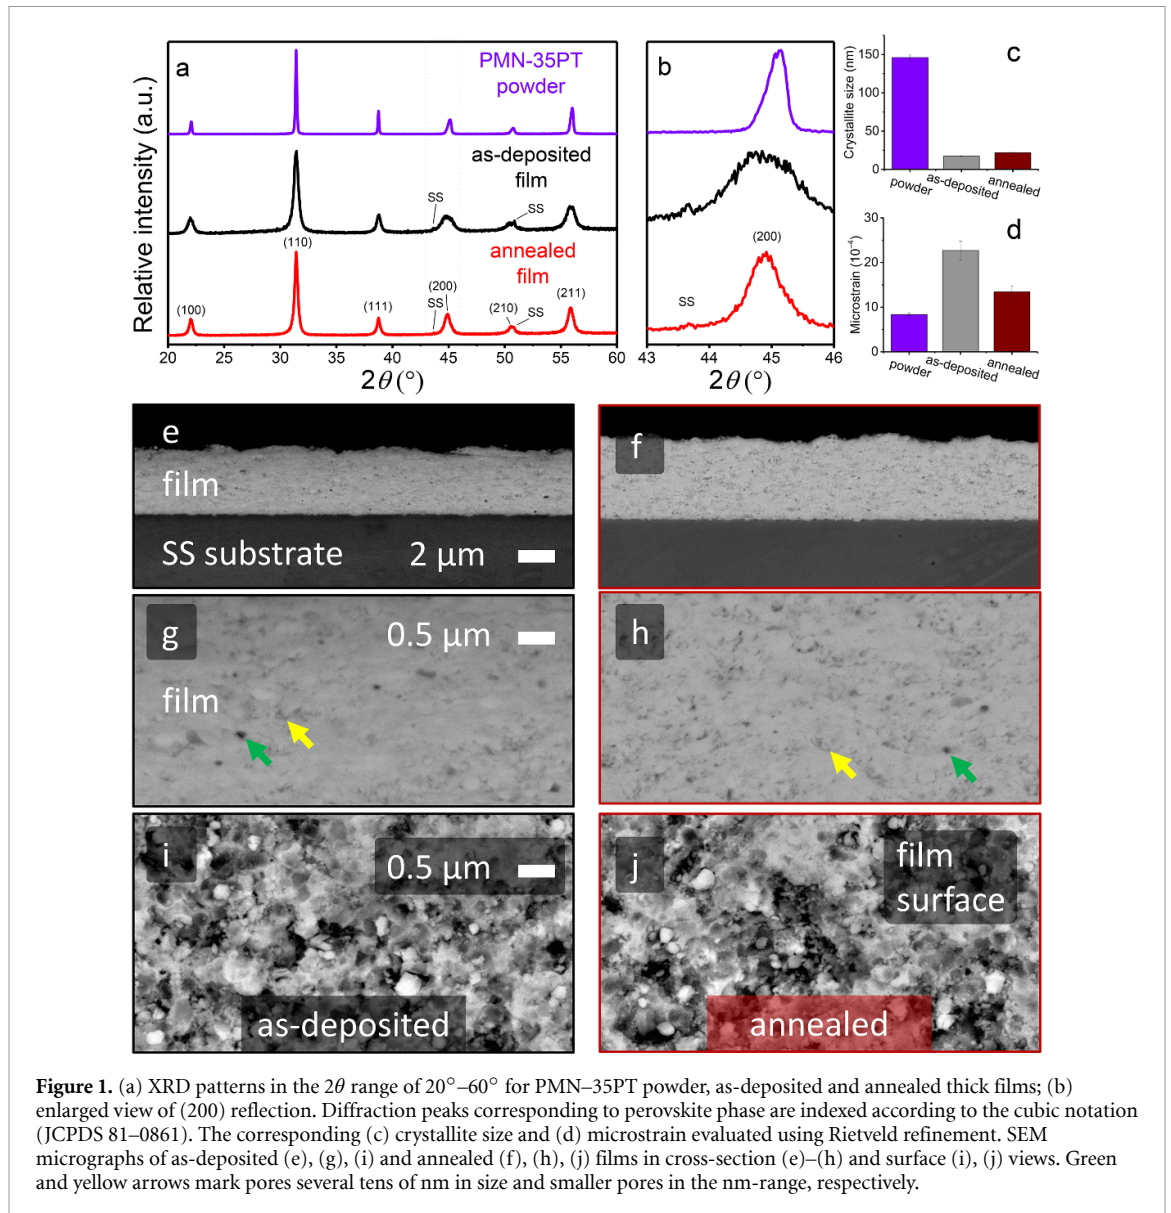 a
PMN-35PT
powder
as-deposited
film
SS
SS
(110)
annealed
film
(200)
(100)
(111)
SS
(210)
SS
(211)
Relative intensity (a.u.)
20 30 40 50 60
2θ (°)
b
(200)
SS
43 44 45 46
2θ (°)
c
Crystallite size (nm)
150
100
50
0
powder
as-deposited
annealed
d
Microstrain (10⁻⁴)
30
20
10
0
powder
as-deposited
annealed
e
film
SS substrate 2 µm
f
g
0.5 µm
film
h
i
0.5 µm
as-deposited
j
film
surface
annealed
Figure 1. (a) XRD patterns in the 2θ range of 20°–60° for PMN–35PT powder, as-deposited and annealed thick films; (b)
enlarged view of (200) reflection. Diffraction peaks corresponding to perovskite phase are indexed according to the cubic notation
(JCPDS 81–0861). The corresponding (c) crystallite size and (d) microstrain evaluated using Rietveld refinement. SEM
micrographs of as-deposited (e), (g), (i) and annealed (f), (h), (j) films in cross-section (e)–(h) and surface (i), (j) views. Green
and yellow arrows mark pores several tens of nm in size and smaller pores in the nm-range, respectively.